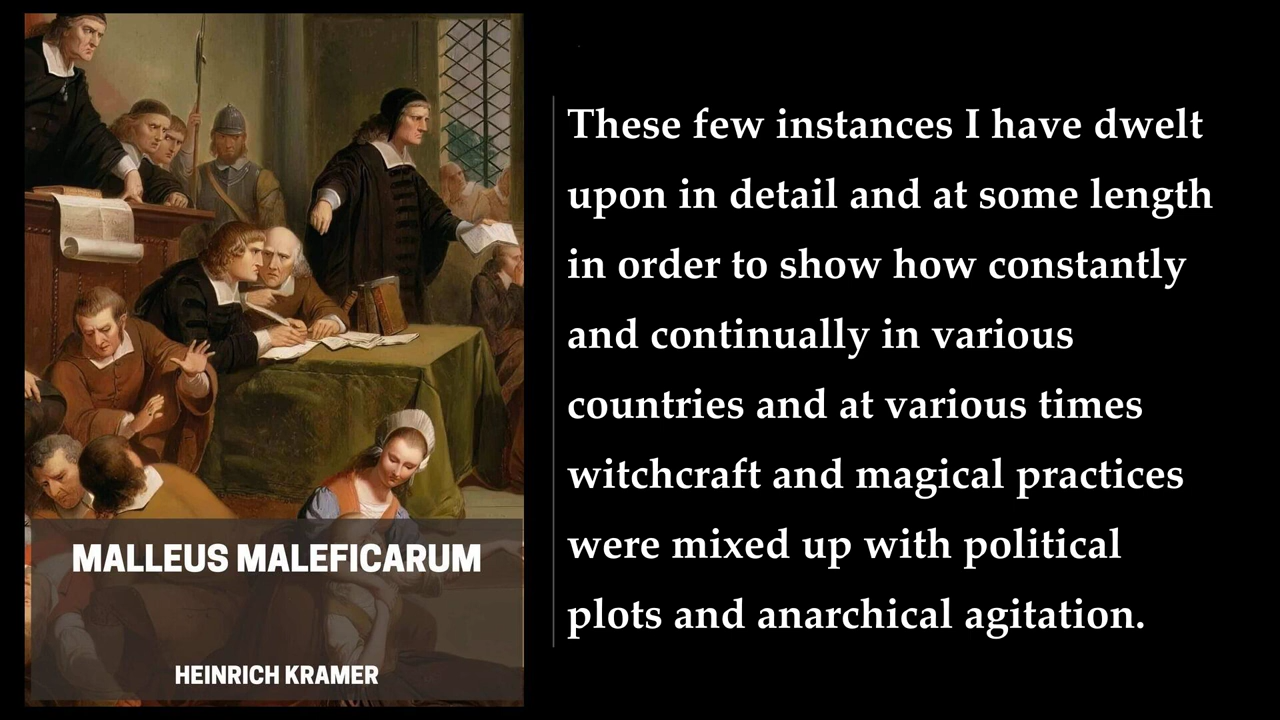 MALLEUS MALEFICARUM
HEINRICH KRAMER
These few instances I have dwelt
upon in detail and at some length
in order to show how constantly
and continually in various
countries and at various times
witchcraft and magical practices
were mixed up with political
plots and anarchical agitation.